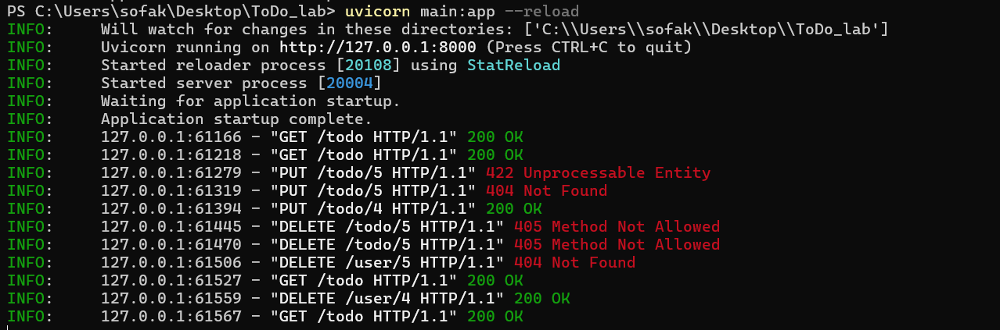 PS C:\Users\sofak\Desktop\ToDo_lab> uvicorn main:app --reload
INFO:     Will watch for changes in these directories: ['C:\\Users\\sofak\\Desktop\\ToDo_lab']
INFO:     Uvicorn running on http://127.0.0.1:8000 (Press CTRL+C to quit)
INFO:     Started reloader process [20108] using StatReload
INFO:     Started server process [20004]
INFO:     Waiting for application startup.
INFO:     Application startup complete.
INFO:     127.0.0.1:61166 - "GET /todo HTTP/1.1" 200 OK
INFO:     127.0.0.1:61218 - "GET /todo HTTP/1.1" 200 OK
INFO:     127.0.0.1:61279 - "PUT /todo/5 HTTP/1.1" 422 Unprocessable Entity
INFO:     127.0.0.1:61319 - "PUT /todo/5 HTTP/1.1" 404 Not Found
INFO:     127.0.0.1:61394 - "PUT /todo/4 HTTP/1.1" 200 OK
INFO:     127.0.0.1:61445 - "DELETE /todo/5 HTTP/1.1" 405 Method Not Allowed
INFO:     127.0.0.1:61470 - "DELETE /todo/5 HTTP/1.1" 405 Method Not Allowed
INFO:     127.0.0.1:61506 - "DELETE /user/5 HTTP/1.1" 404 Not Found
INFO:     127.0.0.1:61527 - "GET /todo HTTP/1.1" 200 OK
INFO:     127.0.0.1:61559 - "DELETE /user/4 HTTP/1.1" 200 OK
INFO:     127.0.0.1:61567 - "GET /todo HTTP/1.1" 200 OK